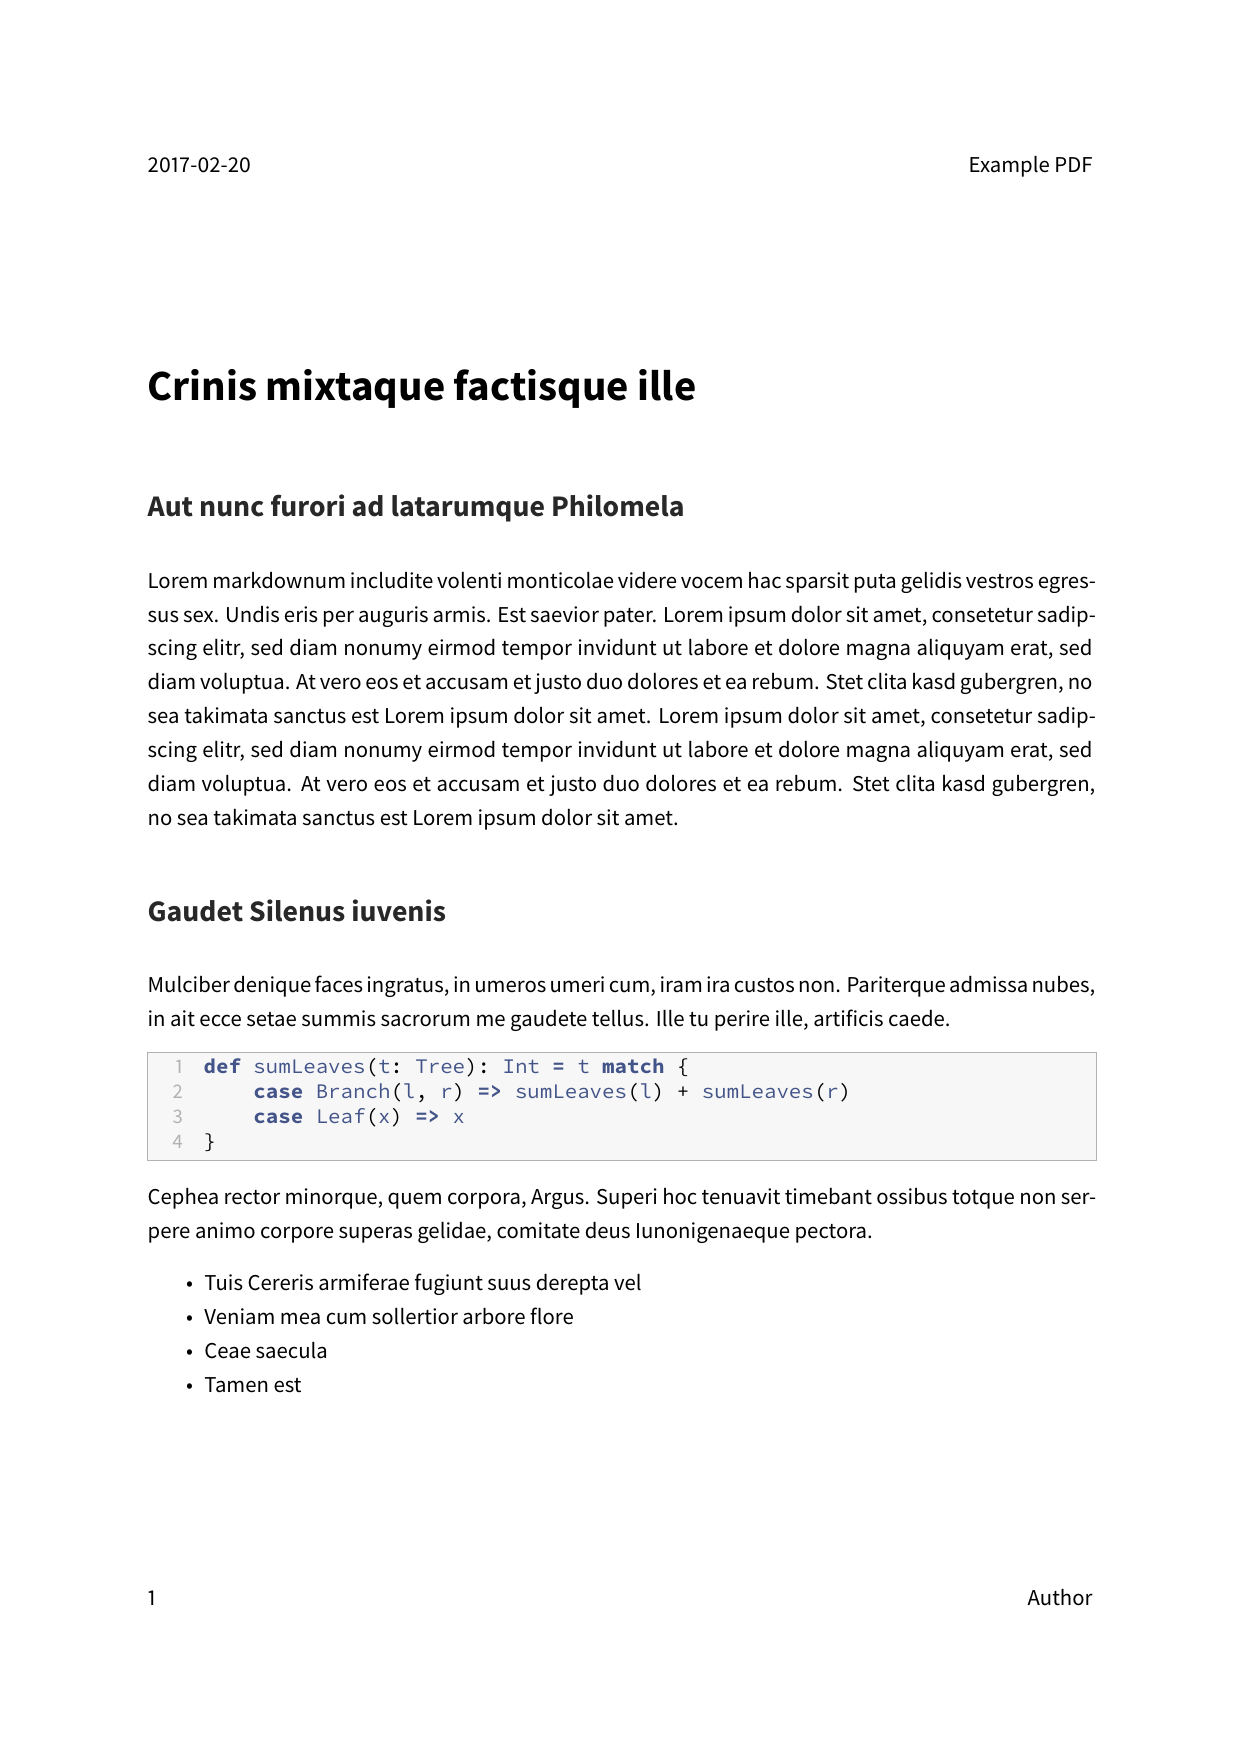 2017-02-20 Example PDF
Crinis mixtaque factisque ille
Aut nunc furori ad latarumque Philomela
Lorem markdownum includite volenti monticolae videre vocem hac sparsit puta gelidis vestros egres-
sus sex. Undis eris per auguris armis. Est saevior pater. Lorem ipsum dolor sit amet, consetetur sadip-
scing elitr, sed diam nonumy eirmod tempor invidunt ut labore et dolore magna aliquyam erat, sed
diam voluptua. At vero eos et accusam et justo duo dolores et ea rebum. Stet clita kasd gubergren, no
sea takimata sanctus est Lorem ipsum dolor sit amet. Lorem ipsum dolor sit amet, consetetur sadip-
scing elitr, sed diam nonumy eirmod tempor invidunt ut labore et dolore magna aliquyam erat, sed
diam voluptua. At vero eos et accusam et justo duo dolores et ea rebum. Stet clita kasd gubergren,
no sea takimata sanctus est Lorem ipsum dolor sit amet.
Gaudet Silenus iuvenis
Mulciber denique faces ingratus, in umeros umeri cum, iram ira custos non. Pariterque admissa nubes,
in ait ecce setae summis sacrorum me gaudete tellus. Ille tu perire ille, artificis caede.
1 def sumLeaves(t: Tree): Int = t match {
2     case Branch(l, r) => sumLeaves(l) + sumLeaves(r)
3     case Leaf(x) => x
4 }
Cephea rector minorque, quem corpora, Argus. Superi hoc tenuavit timebant ossibus totque non ser-
pere animo corpore superas gelidae, comitate deus Iunonigenaeque pectora.
• Tuis Cereris armiferae fugiunt suus derepta vel
• Veniam mea cum sollertior arbore flore
• Ceae saecula
• Tamen est
1 Author